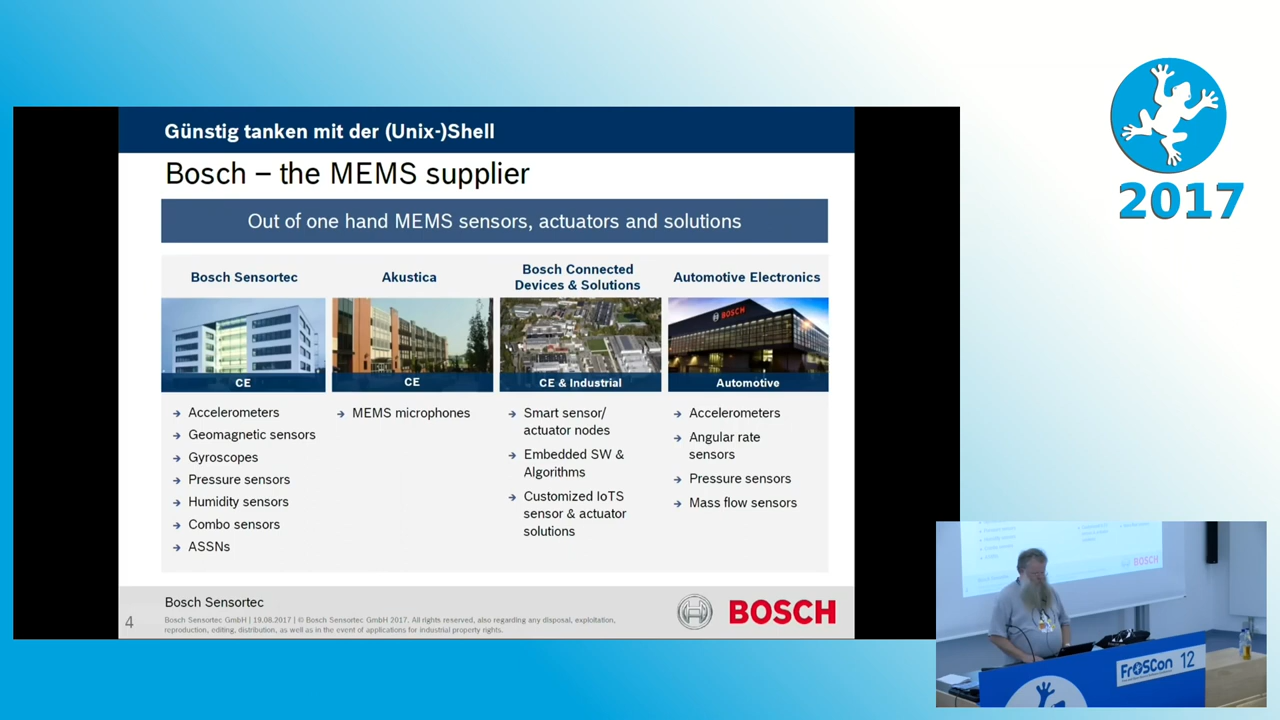 Günstig tanken mit der (Unix-)Shell
Bosch – the MEMS supplier
Out of one hand MEMS sensors, actuators and solutions
Bosch Sensortec
CE
→ Accelerometers
→ Geomagnetic sensors
→ Gyroscopes
→ Pressure sensors
→ Humidity sensors
→ Combo sensors
→ ASSNs
Akustica
CE
→ MEMS microphones
Bosch Connected
Devices & Solutions
CE & Industrial
→ Smart sensor/
actuator nodes
→ Embedded SW &
Algorithms
→ Customized IoTS
sensor & actuator
solutions
Automotive Electronics
BOSCH
Automotive
→ Accelerometers
→ Angular rate
sensors
→ Pressure sensors
→ Mass flow sensors
4
Bosch Sensortec
Bosch Sensortec GmbH | 19.08.2017 | © Bosch Sensortec GmbH 2017. All rights reserved, also regarding any disposal, exploitation,
reproduction, editing, distribution, as well as in the event of applications for industrial property rights.
BOSCH
2017
BOSCH
FrOSCon 12